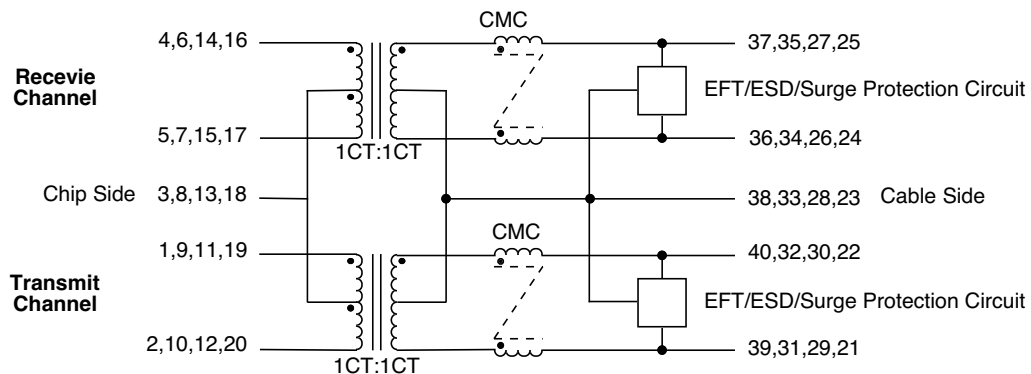 CMC
4,6,14,16
37,35,27,25
Recevie
Channel
EFT/ESD/Surge Protection Circuit
5,7,15,17
36,34,26,24
1CT:1CT
Chip Side
3,8,13,18
38,33,28,23
Cable Side
CMC
1,9,11,19
40,32,30,22
Transmit
Channel
EFT/ESD/Surge Protection Circuit
2,10,12,20
39,31,29,21
1CT:1CT